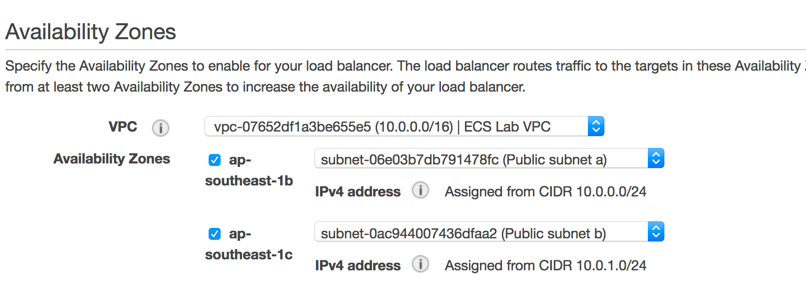 Availability Zones
Specify the Availability Zones to enable for your load balancer. The load balancer routes traffic to the targets in these Availability
from at least two Availability Zones to increase the availability of your load balancer.
VPC vpc-07652df1a3be655e5 (10.0.0.0/16) | ECS Lab VPC
Availability Zones ap-southeast-1b subnet-06e03b7db791478fc (Public subnet a)
IPv4 address Assigned from CIDR 10.0.0.0/24
ap-southeast-1c subnet-0ac944007436dfaa2 (Public subnet b)
IPv4 address Assigned from CIDR 10.0.1.0/24